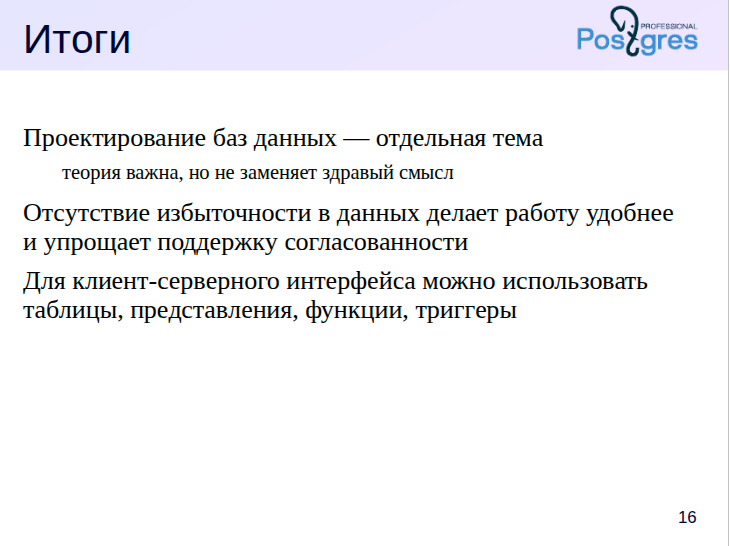 Итоги
PROFESSIONAL
Postgres
Проектирование баз данных — отдельная тема
теория важна, но не заменяет здравый смысл
Отсутствие избыточности в данных делает работу удобнее
и упрощает поддержку согласованности
Для клиент-серверного интерфейса можно использовать
таблицы, представления, функции, триггеры
16